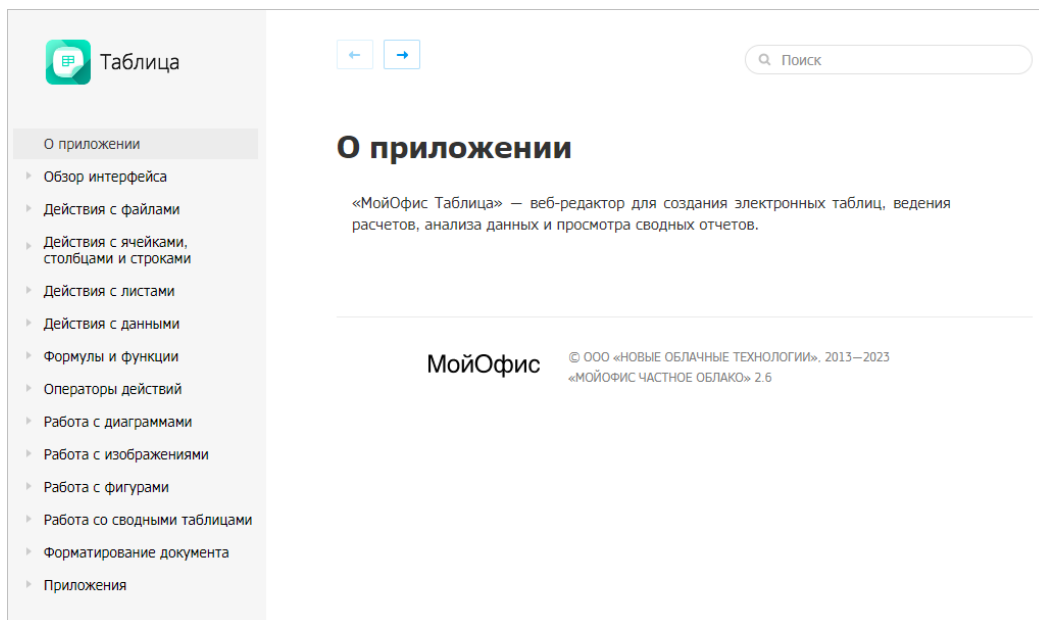 Таблица
О приложении
Обзор интерфейса
Действия с файлами
Действия с ячейками,
столбцами и строками
Действия с листами
Действия с данными
Формулы и функции
Операторы действий
Работа с диаграммами
Работа с изображениями
Работа с фигурами
Работа со сводными таблицами
Форматирование документа
Приложения
Поиск
О приложении
«МойОфис Таблица» — веб-редактор для создания электронных таблиц, ведения
расчетов, анализа данных и просмотра сводных отчетов.
МойОфис
© ООО «НОВЫЕ ОБЛАЧНЫЕ ТЕХНОЛОГИИ», 2013—2023
«МОЙОФИС ЧАСТНОЕ ОБЛАКО» 2.6